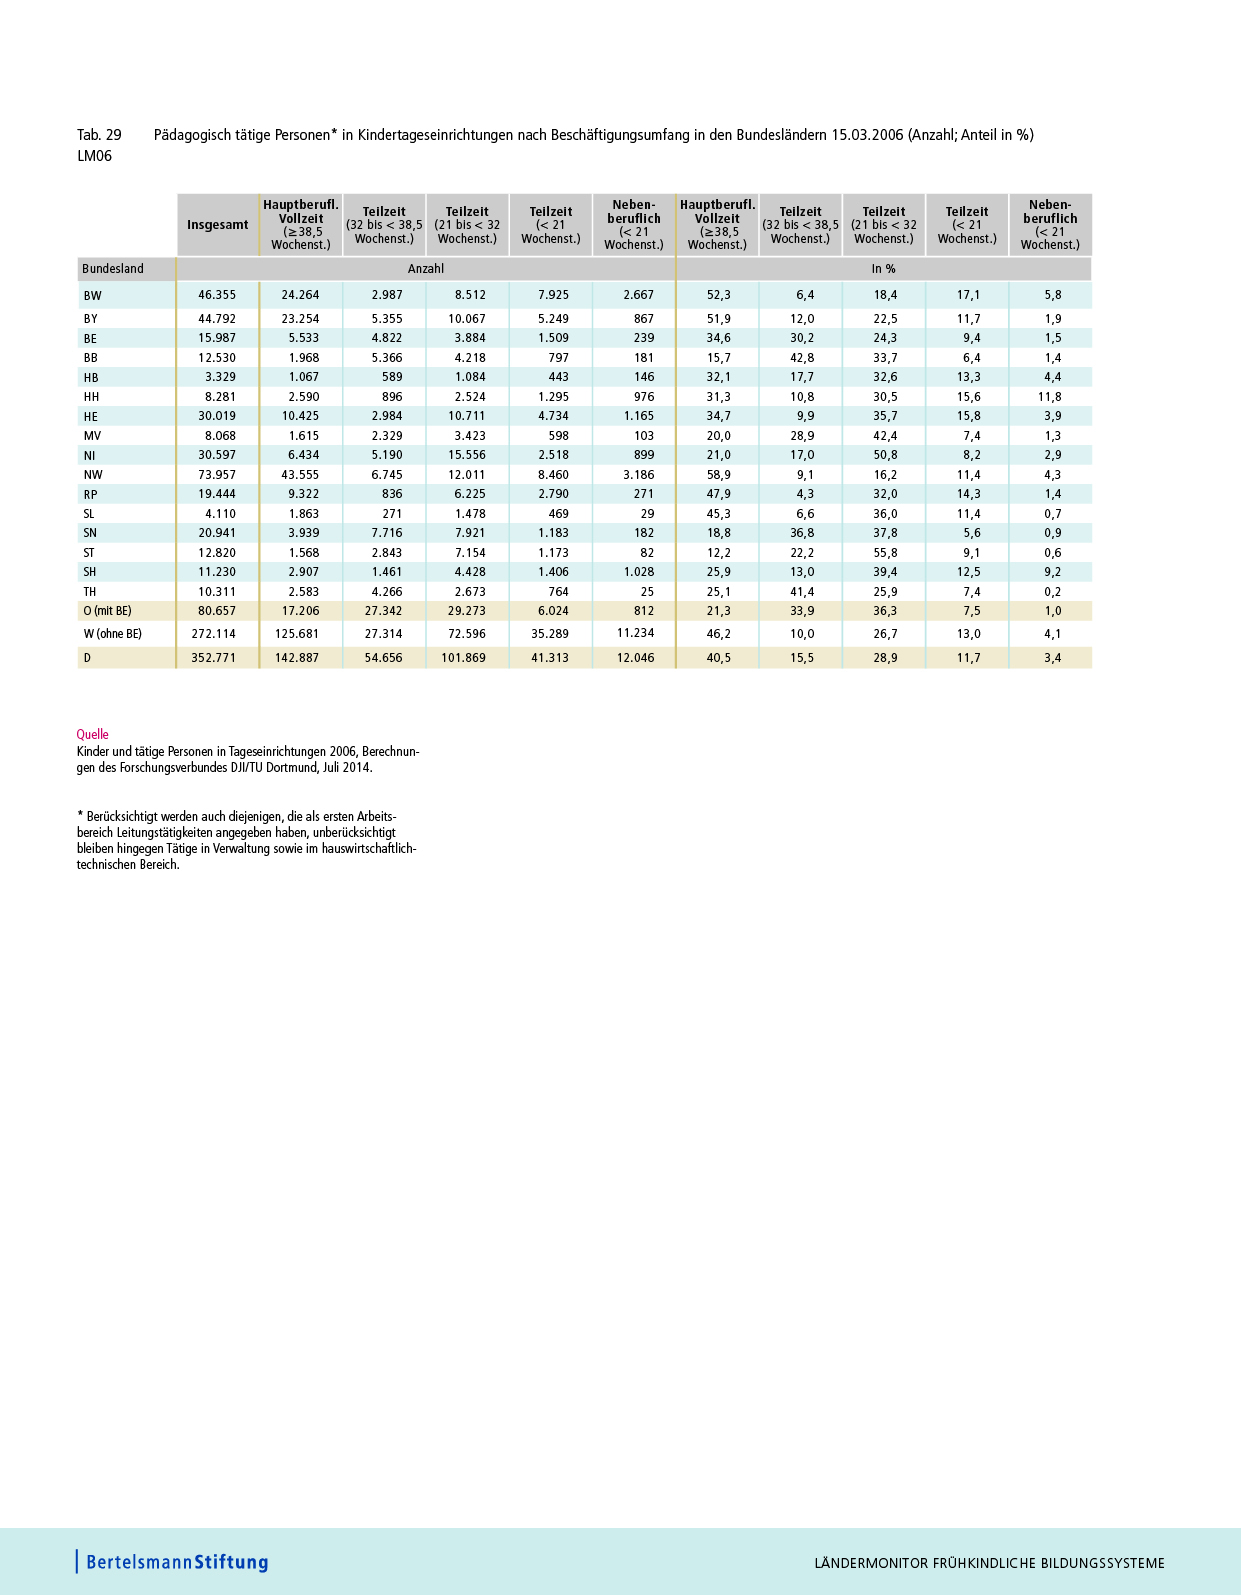 Tab. 29 Pädagogisch tätige Personen* in Kindertageseinrichtungen nach Beschäftigungsumfang in den Bundesländern 15.03.2006 (Anzahl; Anteil in %)
LM06
Insgesamt Hauptberufl. Vollzeit (≥38,5 Wochenst.) Teilzeit (32 bis < 38,5 Wochenst.) Teilzeit (21 bis < 32 Wochenst.) Teilzeit (< 21 Wochenst.) Neben-beruflich (< 21 Wochenst.) Hauptberufl. Vollzeit (≥38,5 Wochenst.) Teilzeit (32 bis < 38,5 Wochenst.) Teilzeit (21 bis < 32 Wochenst.) Teilzeit (< 21 Wochenst.) Neben-beruflich (< 21 Wochenst.)
Bundesland Anzahl In %
BW 46.355 24.264 2.987 8.512 7.925 2.667 52,3 6,4 18,4 17,1 5,8
BY 44.792 23.254 5.355 10.067 5.249 867 51,9 12,0 22,5 11,7 1,9
BE 15.987 5.533 4.822 3.884 1.509 239 34,6 30,2 24,3 9,4 1,5
BB 12.530 1.968 5.366 4.218 797 181 15,7 42,8 33,7 6,4 1,4
HB 3.329 1.067 589 1.084 443 146 32,1 17,7 32,6 13,3 4,4
HH 8.281 2.590 896 2.524 1.295 976 31,3 10,8 30,5 15,6 11,8
HE 30.019 10.425 2.984 10.711 4.734 1.165 34,7 9,9 35,7 15,8 3,9
MV 8.068 1.615 2.329 3.423 598 103 20,0 28,9 42,4 7,4 1,3
NI 30.597 6.434 5.190 15.556 2.518 899 21,0 17,0 50,8 8,2 2,9
NW 73.957 43.555 6.745 12.011 8.460 3.186 58,9 9,1 16,2 11,4 4,3
RP 19.444 9.322 836 6.225 2.790 271 47,9 4,3 32,0 14,3 1,4
SL 4.110 1.863 271 1.478 469 29 45,3 6,6 36,0 11,4 0,7
SN 20.941 3.939 7.716 7.921 1.183 182 18,8 36,8 37,8 5,6 0,9
ST 12.820 1.568 2.843 7.154 1.173 82 12,2 22,2 55,8 9,1 0,6
SH 11.230 2.907 1.461 4.428 1.406 1.028 25,9 13,0 39,4 12,5 9,2
TH 10.311 2.583 4.266 2.673 764 25 25,1 41,4 25,9 7,4 0,2
O (mit BE) 80.657 17.206 27.342 29.273 6.024 812 21,3 33,9 36,3 7,5 1,0
W (ohne BE) 272.114 125.681 27.314 72.596 35.289 11.234 46,2 10,0 26,7 13,0 4,1
D 352.771 142.887 54.656 101.869 41.313 12.046 40,5 15,5 28,9 11,7 3,4
Quelle
Kinder und tätige Personen in Tageseinrichtungen 2006, Berechnun-
gen des Forschungsverbundes DJI/TU Dortmund, Juli 2014.
* Berücksichtigt werden auch diejenigen, die als ersten Arbeits-
bereich Leitungstätigkeiten angegeben haben, unberücksichtigt
bleiben hingegen Tätige in Verwaltung sowie im hauswirtschaftlich-
technischen Bereich.
BertelsmannStiftung LÄNDERMONITOR FRÜHKINDLICHE BILDUNGSSYSTEME